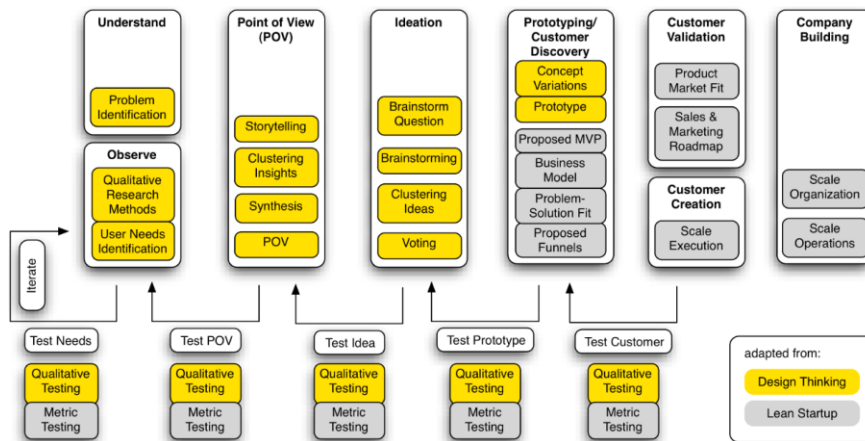 Understand
Problem
Identification
Observe
Qualitative
Research
Methods
User Needs
Identification
Point of View
(POV)
Storytelling
Clustering
Insights
Synthesis
POV
Ideation
Brainstorm
Question
Brainstorming
Clustering
Ideas
Voting
Prototyping/
Customer
Discovery
Concept
Variations
Prototype
Proposed MVP
Business
Model
Problem-
Solution Fit
Proposed
Funnels
Customer
Validation
Product
Market Fit
Sales &
Marketing
Roadmap
Customer
Creation
Scale
Execution
Company
Building
Scale
Organization
Scale
Operations
Iterate
Test Needs
Qualitative
Testing
Metric
Testing
Test POV
Qualitative
Testing
Metric
Testing
Test Idea
Qualitative
Testing
Metric
Testing
Test Prototype
Qualitative
Testing
Metric
Testing
Test Customer
Qualitative
Testing
Metric
Testing
adapted from:
Design Thinking
Lean Startup